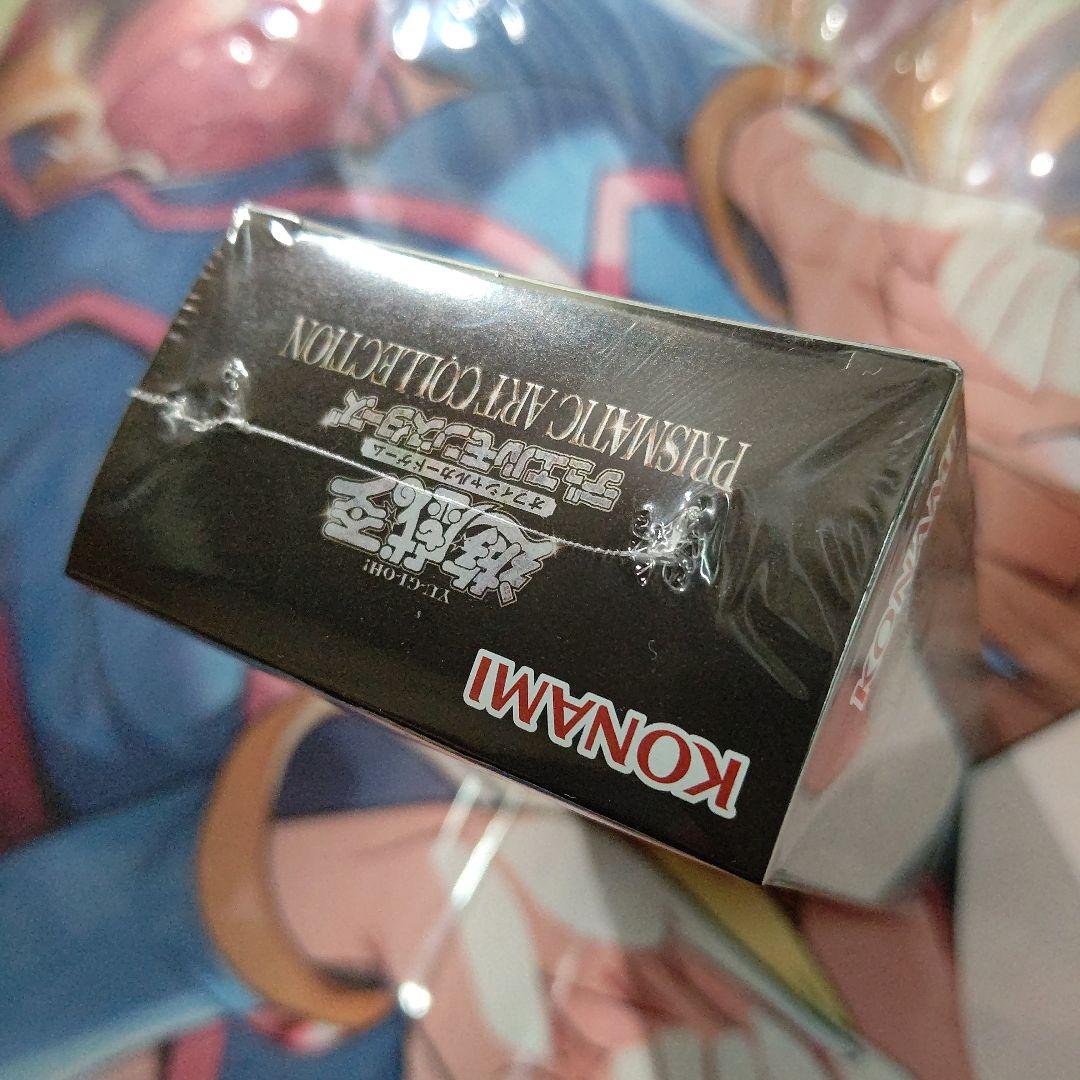 KONAMI
YU-GI-OH!
遊戯王
オフィシャルカードゲーム
デュエルモンスターズ
PRISMATIC ART COLLECTION
KONAMI